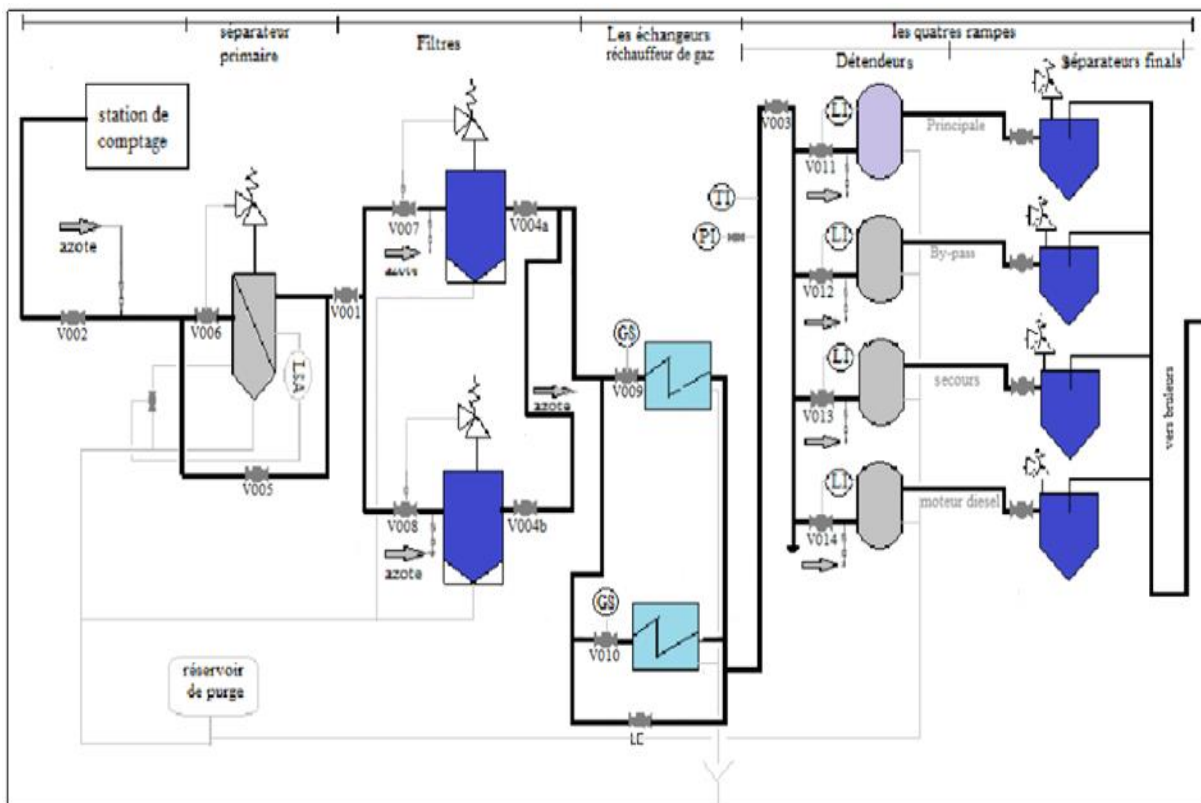 séparateur
primaire
Filtres
Les échangeurs
réchauffeur de gaz
les quatres rampes
Détendeurs
Séparateurs finals
station de
comptage
azote
V002
V006
V005
V001
LSA
V007
V004a
V008
azote
V004b
azote
GS
V009
GS
V010
LC
TI
PI
V003
LI
V011
Principale
LI
V012
By-pass
LI
V013
secours
LI
V014
moteur diesel
vers bruleurs
réservoir
de purge